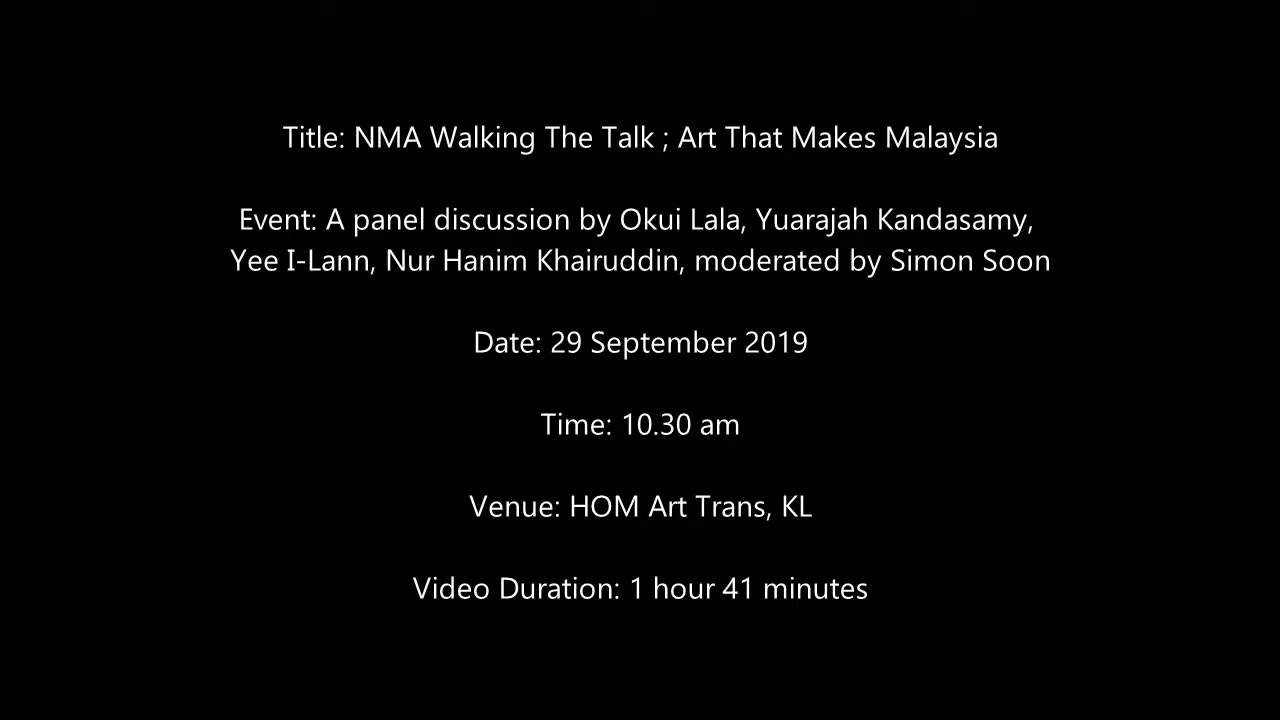 Title: NMA Walking The Talk ; Art That Makes Malaysia
Event: A panel discussion by Okui Lala, Yuarajah Kandasamy,
Yee I-Lann, Nur Hanim Khairuddin, moderated by Simon Soon
Date: 29 September 2019
Time: 10.30 am
Venue: HOM Art Trans, KL
Video Duration: 1 hour 41 minutes